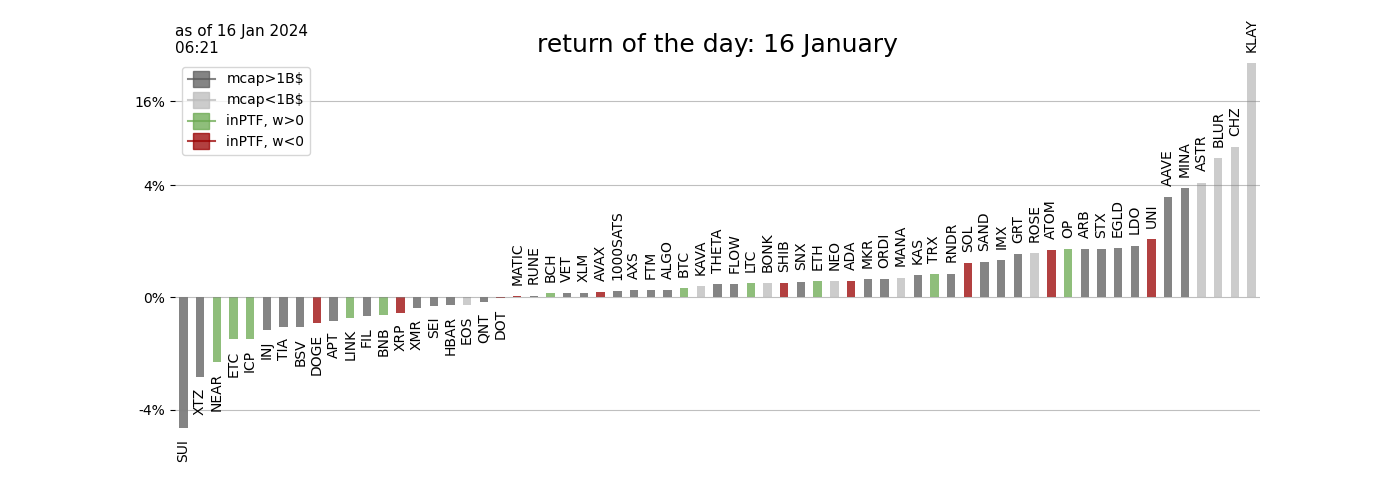 as of 16 Jan 2024
06:21
return of the day: 16 January
mcap>1B$
mcap<1B$
inPTF, w>0
inPTF, w<0
16%
4%
0%
-4%
SUI
XTZ
NEAR
ETC
ICP
INJ
TIA
BSV
DOGE
APT
LINK
FIL
BNB
XRP
XMR
SEI
HBAR
EOS
QNT
DOT
MATIC
RUNE
BCH
VET
XLM
AVAX
1000SATS
AXS
FTM
ALGO
BTC
KAVA
THETA
FLOW
LTC
BONK
SHIB
SNX
ETH
NEO
ADA
MKR
ORDI
MANA
KAS
TRX
RNDR
SOL
SAND
IMX
GRT
ROSE
ATOM
OP
ARB
STX
EGLD
LDO
UNI
AAVE
MINA
ASTR
BLUR
CHZ
KLAY